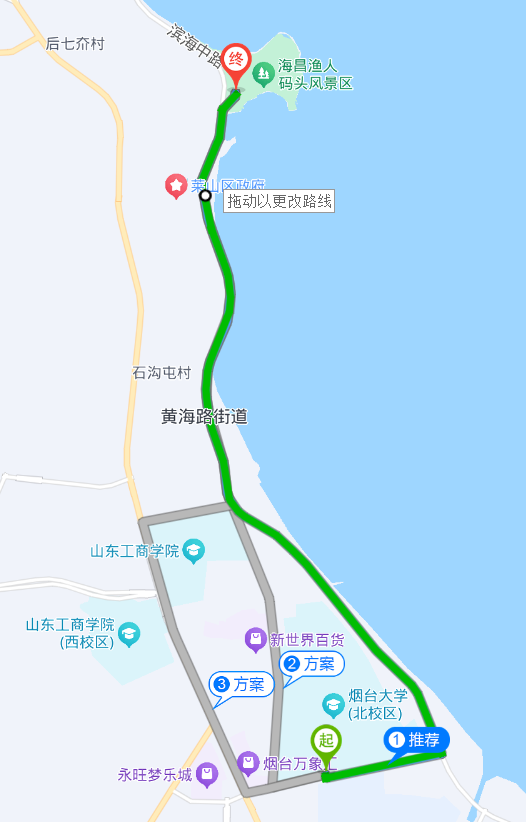 后七夼村
滨海中路
终
海昌渔人
码头风景区
莱山区政府
拖动以更改路线
石沟屯村
黄海路街道
山东工商学院
山东工商学院
(西校区)
新世界百货
2 方案
3 方案
烟台大学
(北校区)
起
1 推荐
烟台万象汇
永旺梦乐城